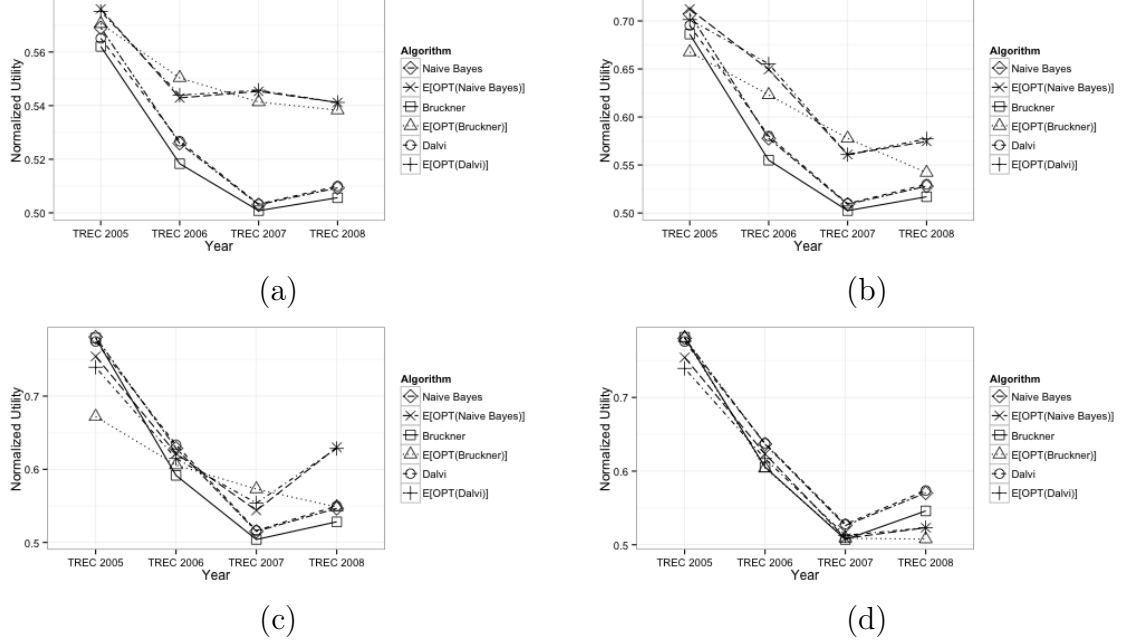 Normalized Utility
0.56
0.54
0.52
0.50
TREC 2005 TREC 2006 TREC 2007 TREC 2008
Year
Algorithm
Naive Bayes
E[OPT(Naive Bayes)]
Bruckner
E[OPT(Bruckner)]
Dalvi
E[OPT(Dalvi)]
(a)
Normalized Utility
0.70
0.65
0.60
0.55
0.50
TREC 2005 TREC 2006 TREC 2007 TREC 2008
Year
Algorithm
Naive Bayes
E[OPT(Naive Bayes)]
Bruckner
E[OPT(Bruckner)]
Dalvi
E[OPT(Dalvi)]
(b)
Normalized Utility
0.7
0.6
0.5
TREC 2005 TREC 2006 TREC 2007 TREC 2008
Year
Algorithm
Naive Bayes
E[OPT(Naive Bayes)]
Bruckner
E[OPT(Bruckner)]
Dalvi
E[OPT(Dalvi)]
(c)
Normalized Utility
0.7
0.6
0.5
TREC 2005 TREC 2006 TREC 2007 TREC 2008
Year
Algorithm
Naive Bayes
E[OPT(Naive Bayes)]
Bruckner
E[OPT(Bruckner)]
Dalvi
E[OPT(Dalvi)]
(d)